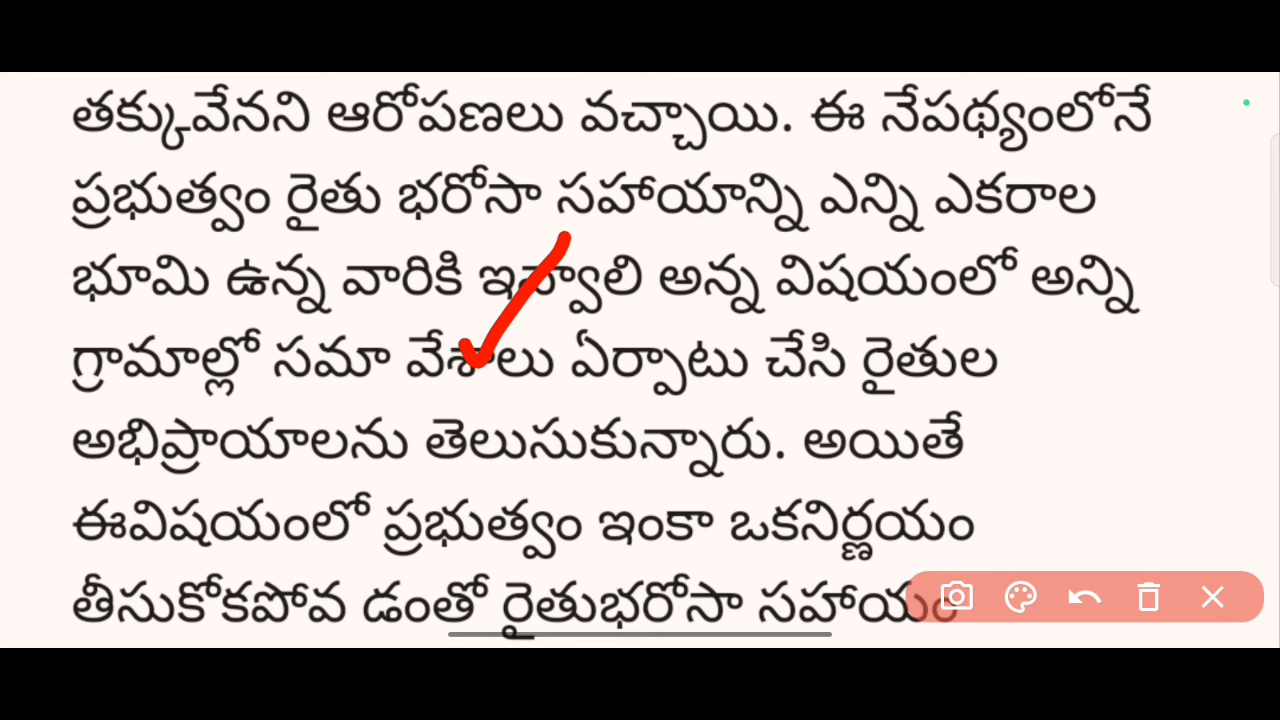 తక్కువేనని ఆరోపణలు వచ్చాయి. ఈ నేపథ్యంలోనే
ప్రభుత్వం రైతు భరోసా సహాయాన్ని ఎన్ని ఎకరాల
భూమి ఉన్న వారికి ఇవ్వాలి అన్న విషయంలో అన్ని
గ్రామాల్లో సమా వేశాలు ఏర్పాటు చేసి రైతుల
అభిప్రాయాలను తెలుసుకున్నారు. అయితే
ఈవిషయంలో ప్రభుత్వం ఇంకా ఒకనిర్ణయం
తీసుకోకపోవ డంతో రైతుభరోసా సహాయం